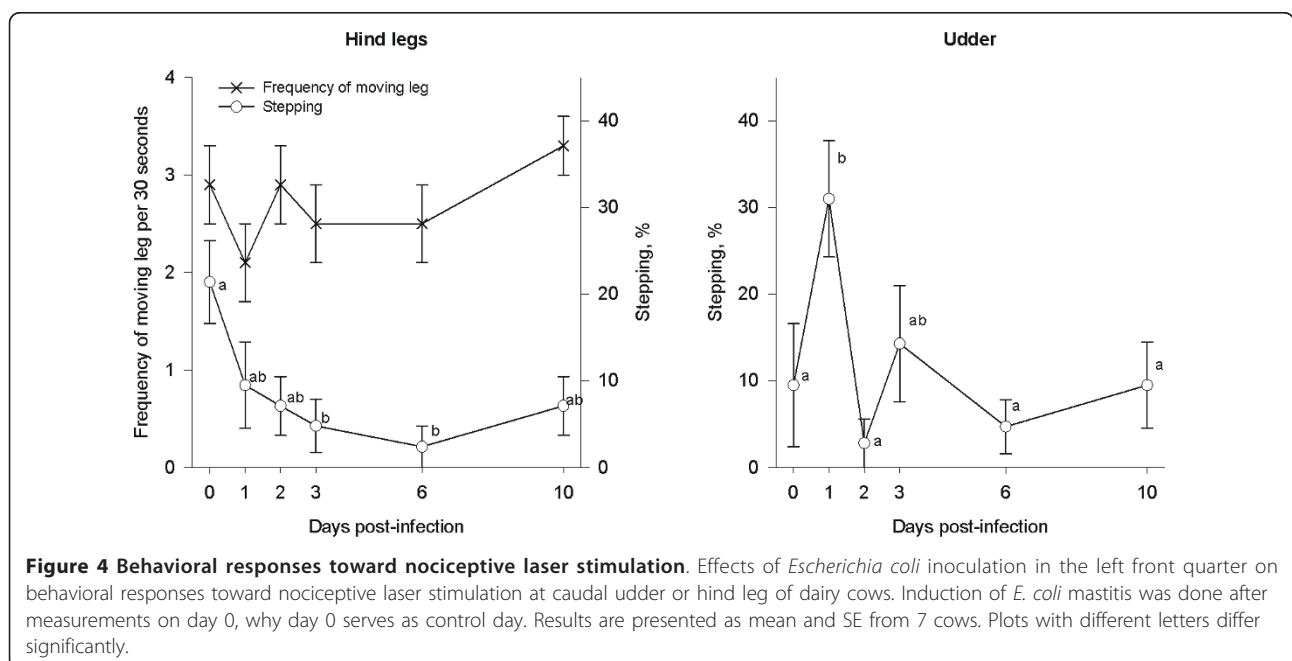 Hind legs
Frequency of moving leg
Stepping
Frequency of moving leg per 30 seconds
4
3
2
1
0
40
30
20
10
0
Stepping, %
a
ab
ab
b
b
ab
0 1 2 3 6 10
Days post-infection
Udder
Stepping, %
40
30
20
10
0
a
b
a
ab
a
a
0 1 2 3 6 10
Days post-infection
Figure 4 Behavioral responses toward nociceptive laser stimulation. Effects of Escherichia coli inoculation in the left front quarter on
behavioral responses toward nociceptive laser stimulation at caudal udder or hind leg of dairy cows. Induction of E. coli mastitis was done after
measurements on day 0, why day 0 serves as control day. Results are presented as mean and SE from 7 cows. Plots with different letters differ
significantly.